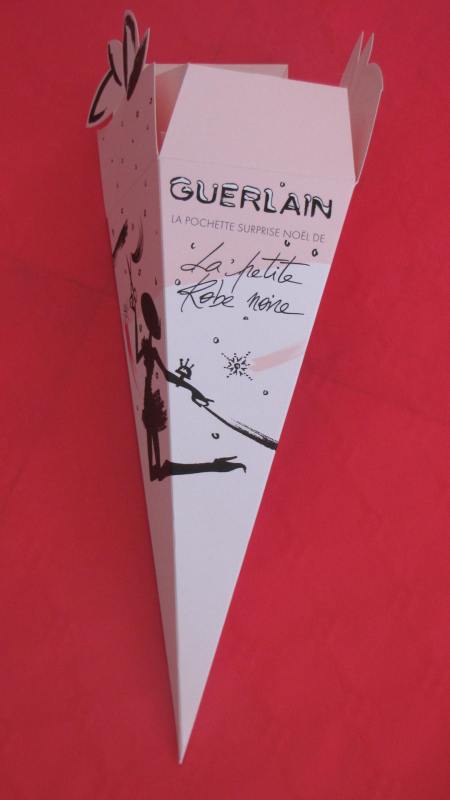 GUERLAIN
LA POCHETTE SURPRISE NOËL DE
La petite
Robe noire